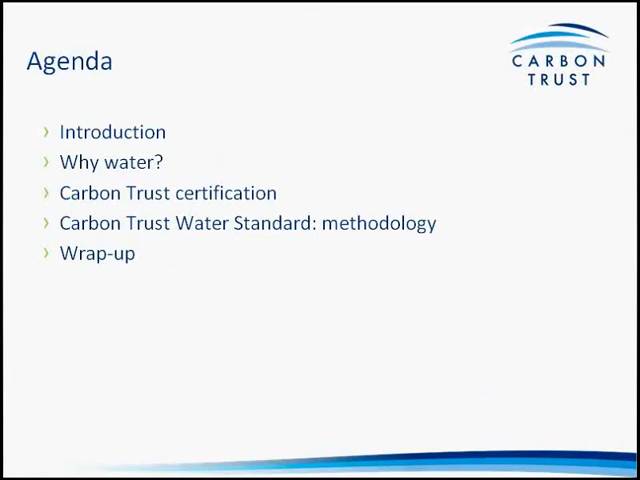 Agenda
CARBON
TRUST
Introduction
Why water?
Carbon Trust certification
Carbon Trust Water Standard: methodology
Wrap-up